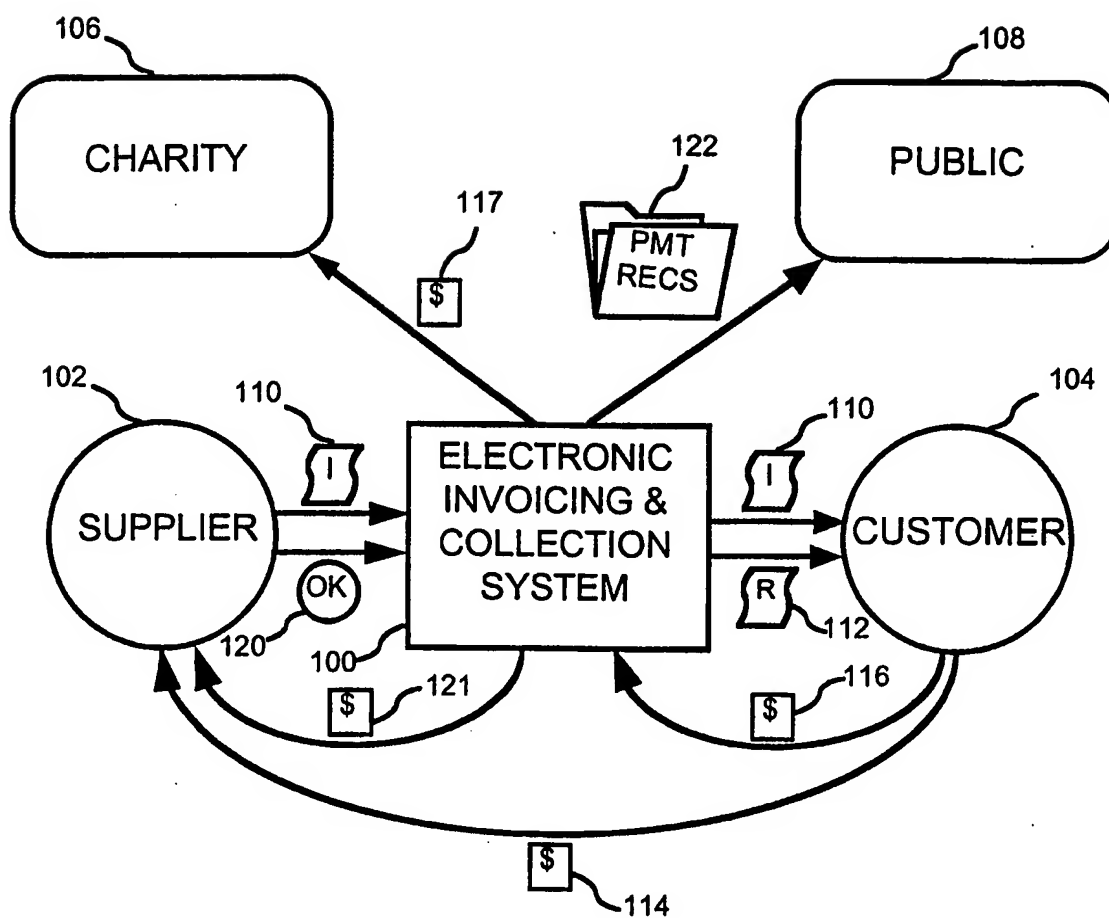 106
108
CHARITY
PUBLIC
122
117
PMT
RECS
$
102
104
110
110
I
I
ELECTRONIC
INVOICING &
COLLECTION
SYSTEM
SUPPLIER
CUSTOMER
OK
R
120
100
112
$
121
$
116
$
114